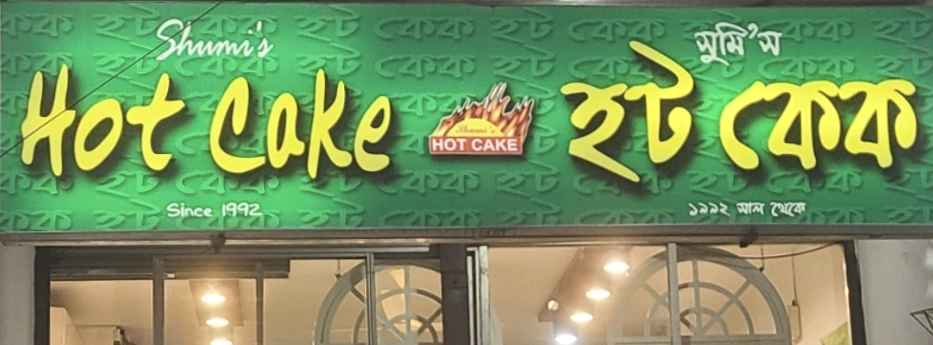 Shumi's
Hot Cake
Since 1992
Shumi's
HOT CAKE
সুমি'স
হট কেক
১৯৯২ সাল থেকে